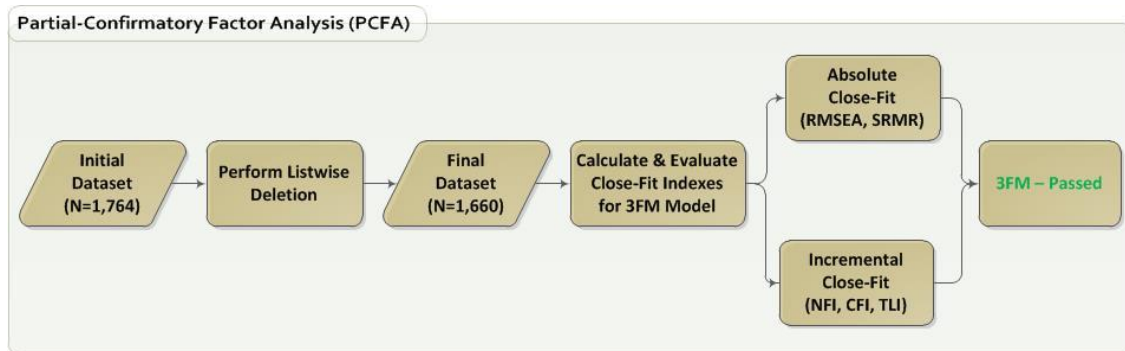 Partial-Confirmatory Factor Analysis (PCFA)
Initial
Dataset
(N=1,764)
Perform Listwise
Deletion
Final
Dataset
(N=1,660)
Calculate & Evaluate
Close-Fit Indexes
for 3FM Model
Absolute
Close-Fit
(RMSEA, SRMR)
Incremental
Close-Fit
(NFI, CFI, TLI)
3FM – Passed